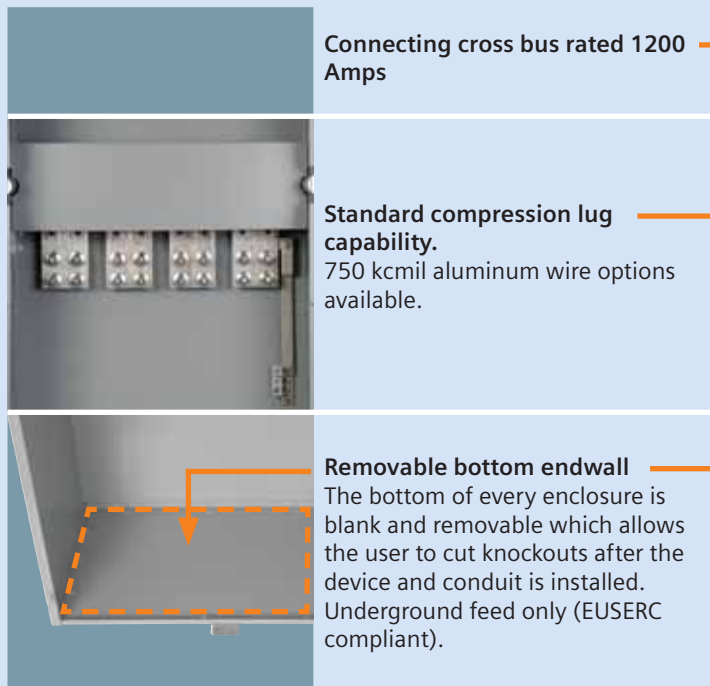 Connecting cross bus rated 1200
Amps
Standard compression lug
capability.
750 kcmil aluminum wire options
available.
Removable bottom endwall
The bottom of every enclosure is
blank and removable which allows
the user to cut knockouts after the
device and conduit is installed.
Underground feed only (EUSERC
compliant).